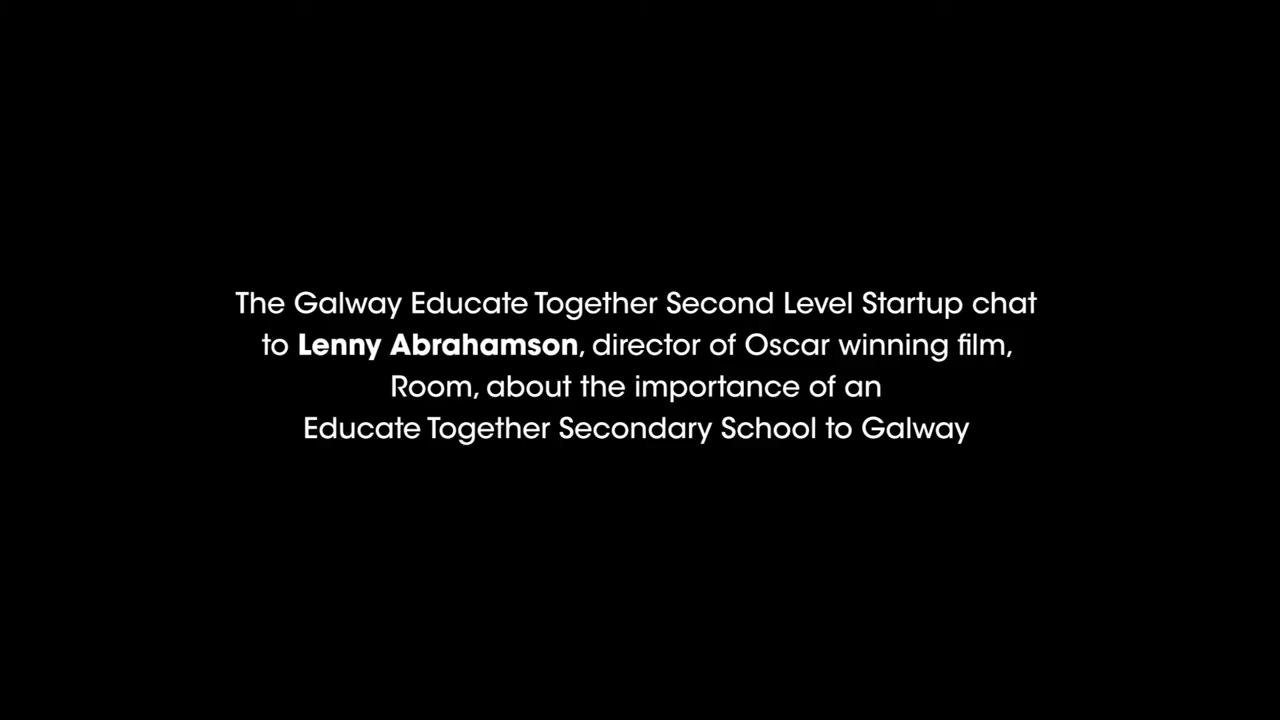 The Galway Educate Together Second Level Startup chat
to Lenny Abrahamson, director of Oscar winning film,
Room, about the importance of an
Educate Together Secondary School to Galway